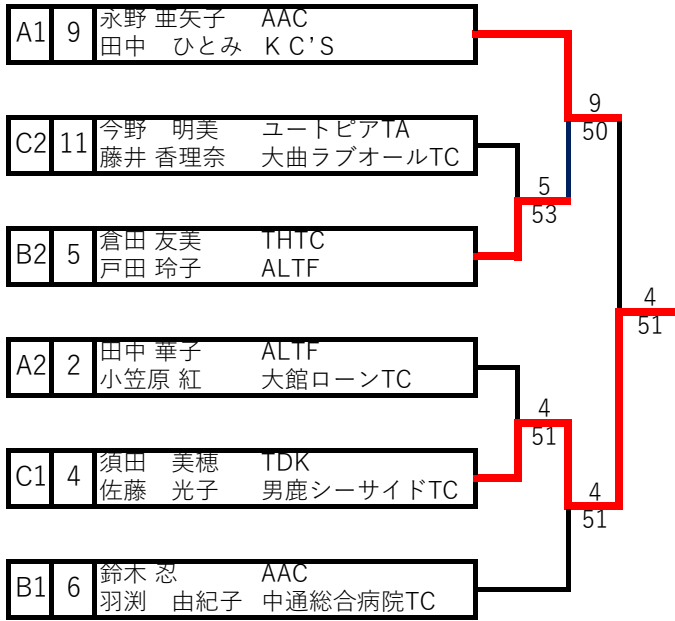 A1 9 永野 亜矢子 AAC
田中　ひとみ ＫＣ’Ｓ
9
50
C2 11 今野　明美 ユートピアTA
藤井 香理奈 大曲ラブオールTC
5
53
B2 5 倉田 友美 THTC
戸田 玲子 ALTF
4
51
A2 2 田中 華子 ALTF
小笠原 紅 大館ローンTC
4
51
C1 4 須田　美穂 TDK
佐藤　光子 男鹿シーサイドTC
4
51
B1 6 鈴木 忍 AAC
羽渕　由紀子 中通総合病院TC